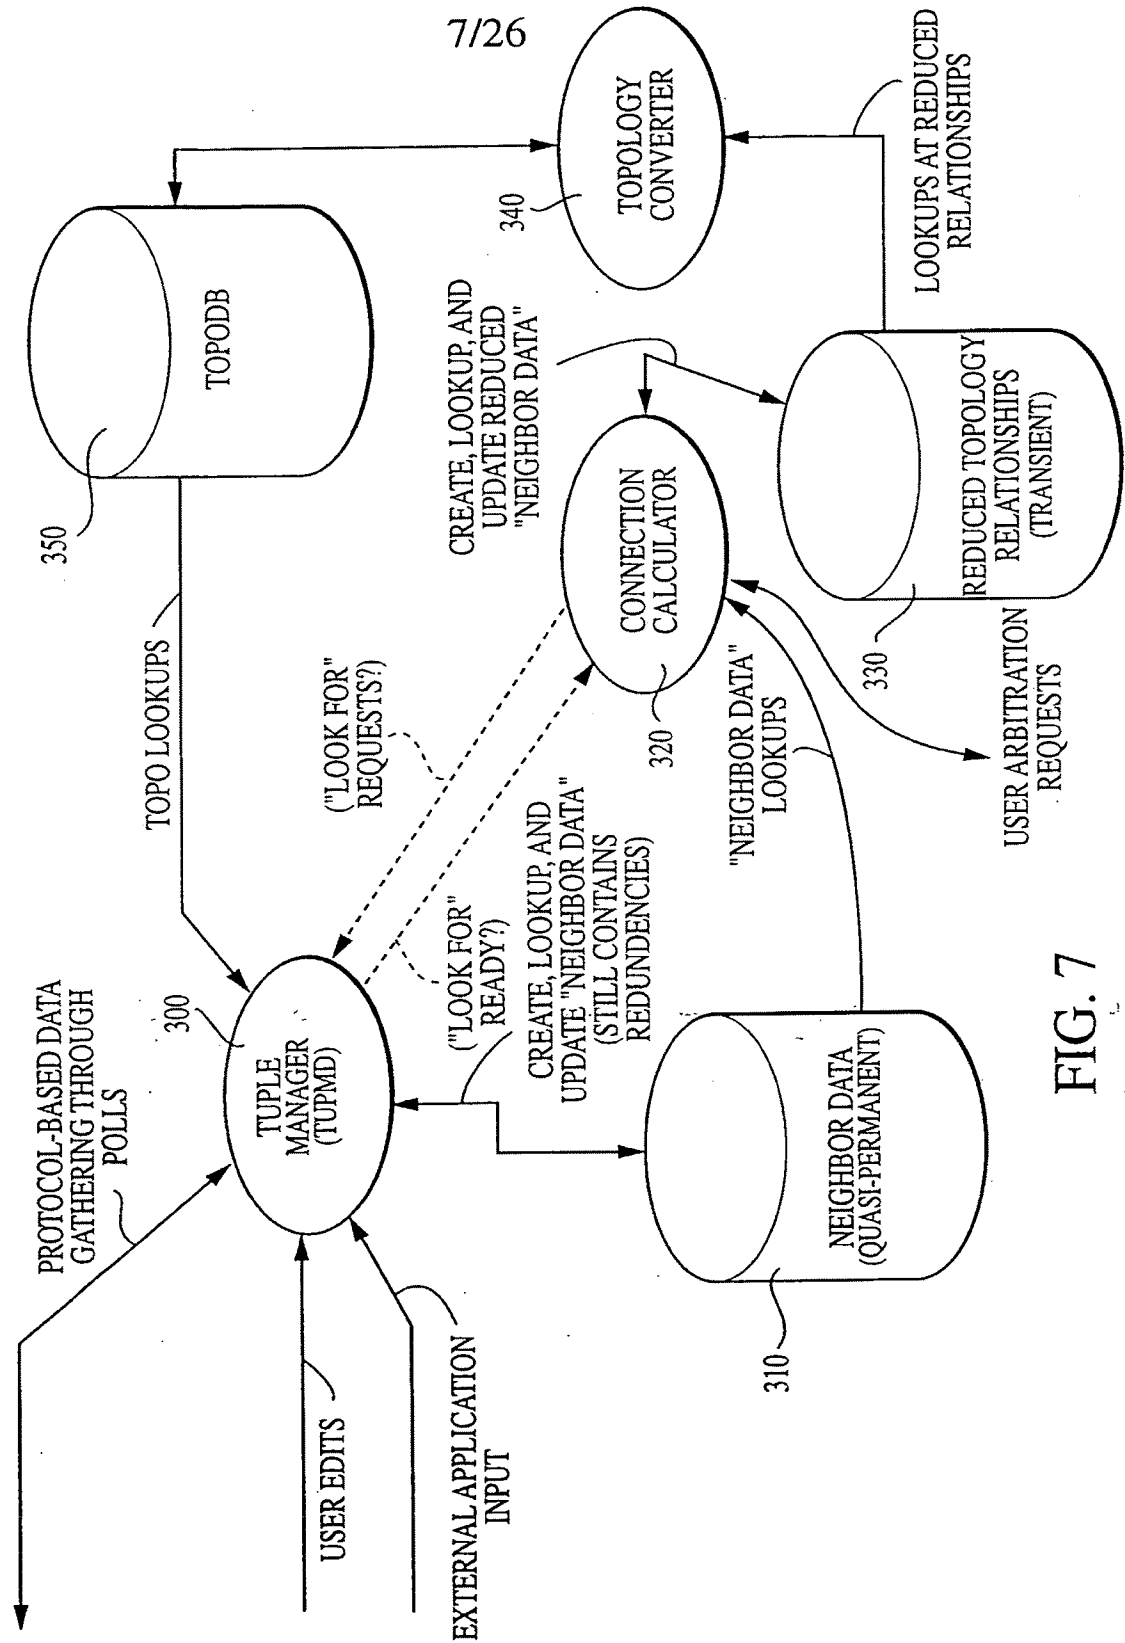 7/26
PROTOCOL-BASED DATA
GATHERING THROUGH
POLLS
USER EDITS
EXTERNAL APPLICATION
INPUT
300
TUPLE
MANAGER
(TUPMD)
TOPO LOOKUPS
350
TOPODB
("LOOK FOR"
REQUESTS?)
("LOOK FOR"
READY?)
CREATE, LOOKUP, AND
UPDATE "NEIGHBOR DATA"
(STILL CONTAINS
REDUNDENCIES)
310
NEIGHBOR DATA
(QUASI-PERMANENT)
"NEIGHBOR DATA"
LOOKUPS
320
CONNECTION
CALCULATOR
CREATE, LOOKUP, AND
UPDATE REDUCED
"NEIGHBOR DATA"
340
TOPOLOGY
CONVERTER
330
REDUCED TOPOLOGY
RELATIONSHIPS
(TRANSIENT)
LOOKUPS AT REDUCED
RELATIONSHIPS
USER ARBITRATION
REQUESTS
FIG. 7